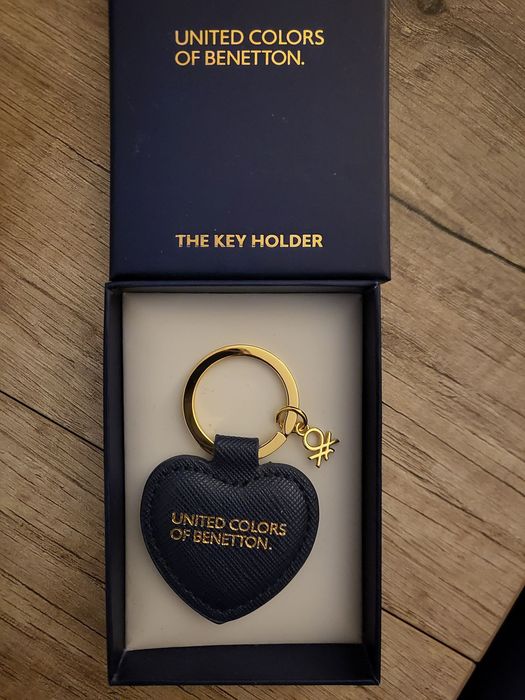 UNITED COLORS
OF BENETTON.
THE KEY HOLDER
UNITED COLORS
OF BENETTON.